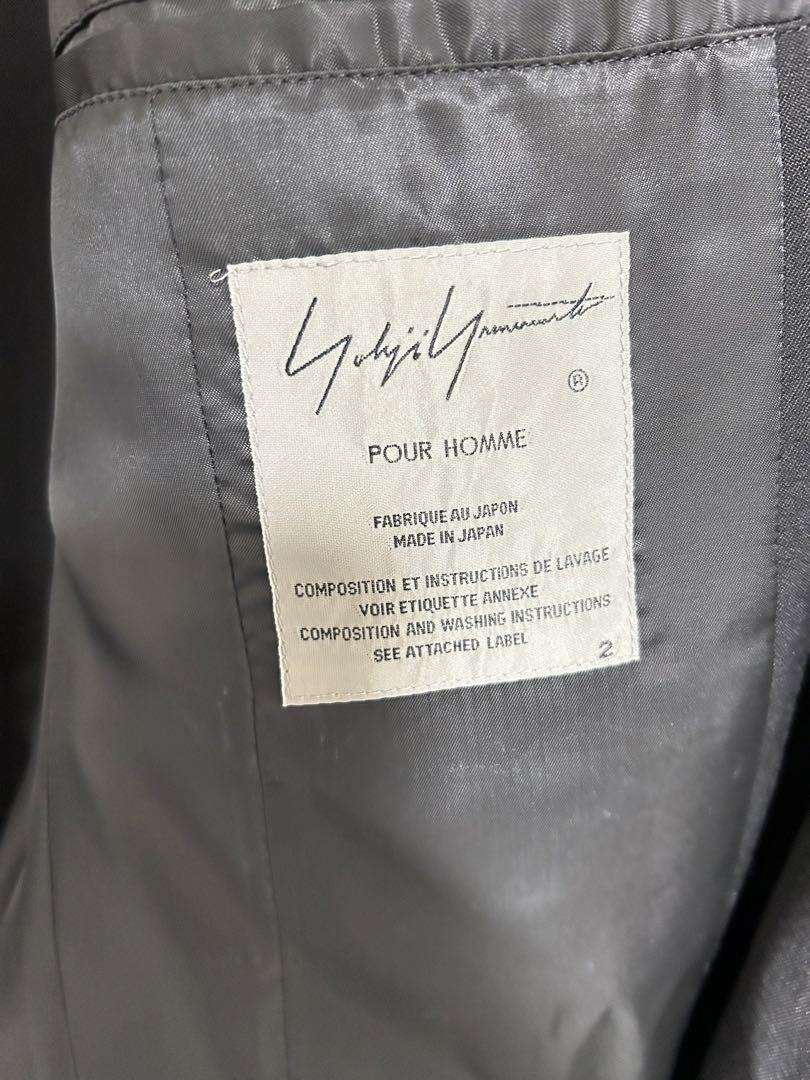 Yohji Yamamoto
®
POUR HOMME
FABRIQUE AU JAPON
MADE IN JAPAN
COMPOSITION ET INSTRUCTIONS DE LAVAGE
VOIR ETIQUETTE ANNEXE
COMPOSITION AND WASHING INSTRUCTIONS
SEE ATTACHED LABEL
2